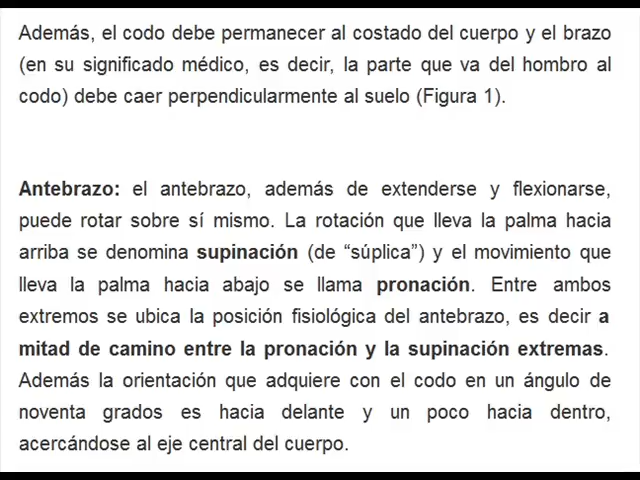 Además, el codo debe permanecer al costado del cuerpo y el brazo
(en su significado médico, es decir, la parte que va del hombro al
codo) debe caer perpendicularmente al suelo (Figura 1).
Antebrazo: el antebrazo, además de extenderse y flexionarse,
puede rotar sobre sí mismo. La rotación que lleva la palma hacia
arriba se denomina supinación (de “súplica”) y el movimiento que
lleva la palma hacia abajo se llama pronación. Entre ambos
extremos se ubica la posición fisiológica del antebrazo, es decir a
mitad de camino entre la pronación y la supinación extremas.
Además la orientación que adquiere con el codo en un ángulo de
noventa grados es hacia delante y un poco hacia dentro,
acercándose al eje central del cuerpo.